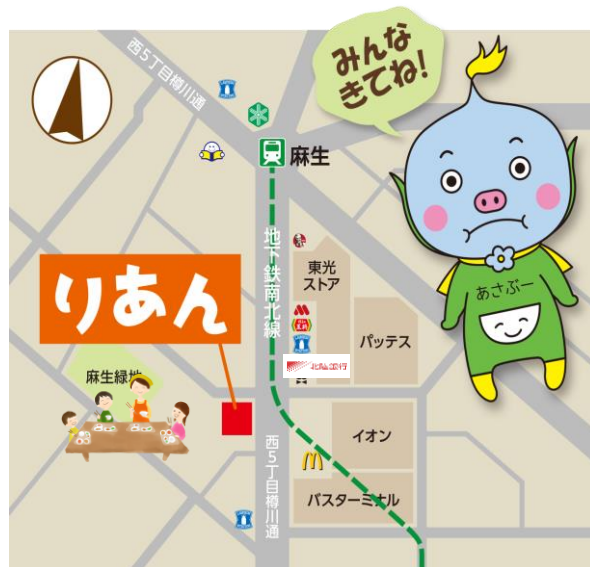 みんな
きてね!
西5丁目樽川通
麻生
地下鉄南北線
東光
ストア
りあん
あさぶー
パッテス
北陸銀行
麻生緑地
イオン
西5丁目樽川通
バスターミナル